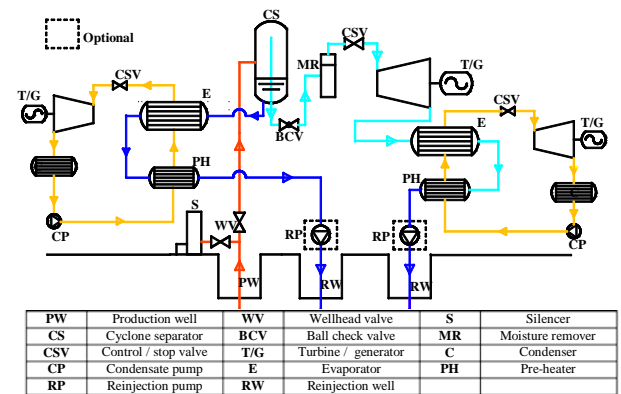 CS
Optional
CSV
CSV
MR
T/G
T/G
CSV
E
BCV
E
T/G
PH
PH
S
WV
RP
RP
CP
CP
PW
RW
RW
PW Production well WV Wellhead valve S Silencer
CS Cyclone separator BCV Ball check valve MR Moisture remover
CSV Control / stop valve T/G Turbine / generator C Condenser
CP Condensate pump E Evaporator PH Pre-heater
RP Reinjection pump RW Reinjection well